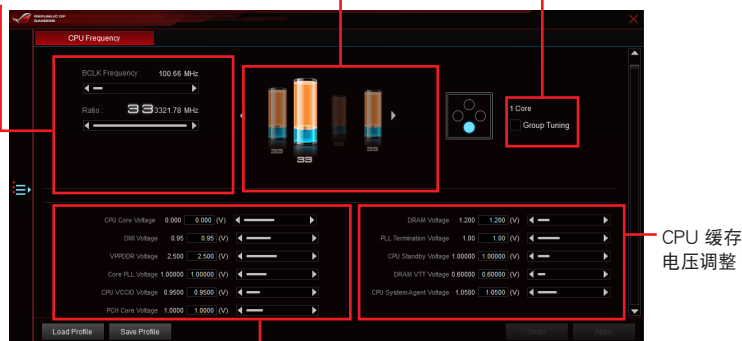 REPUBLIC OF
GAMERS
CPU Frequency
BCLK Frequency : 100.66 MHz
Ratio : 33 3321.78 MHz
33
33
33
1 Core
Group Tuning
CPU Core Voltage 0.000 0.000 (V)
DMI Voltage 0.95 0.95 (V)
VPPDDR Voltage 2.500 2.500 (V)
Core PLL Voltage 1.00000 1.00000 (V)
CPU VCCIO Voltage 0.9500 0.9500 (V)
PCH Core Voltage 1.0000 1.0000 (V)
DRAM Voltage 1.200 1.200 (V)
PLL Termination Voltage 1.00 1.00 (V)
CPU Standby Voltage 1.00000 1.00000 (V)
DRAM VTT Voltage 0.60000 0.60000 (V)
CPU System Agent Voltage 1.0500 1.0500 (V)
CPU 缓存
电压调整
Load Profile Save Profile Undo Apply